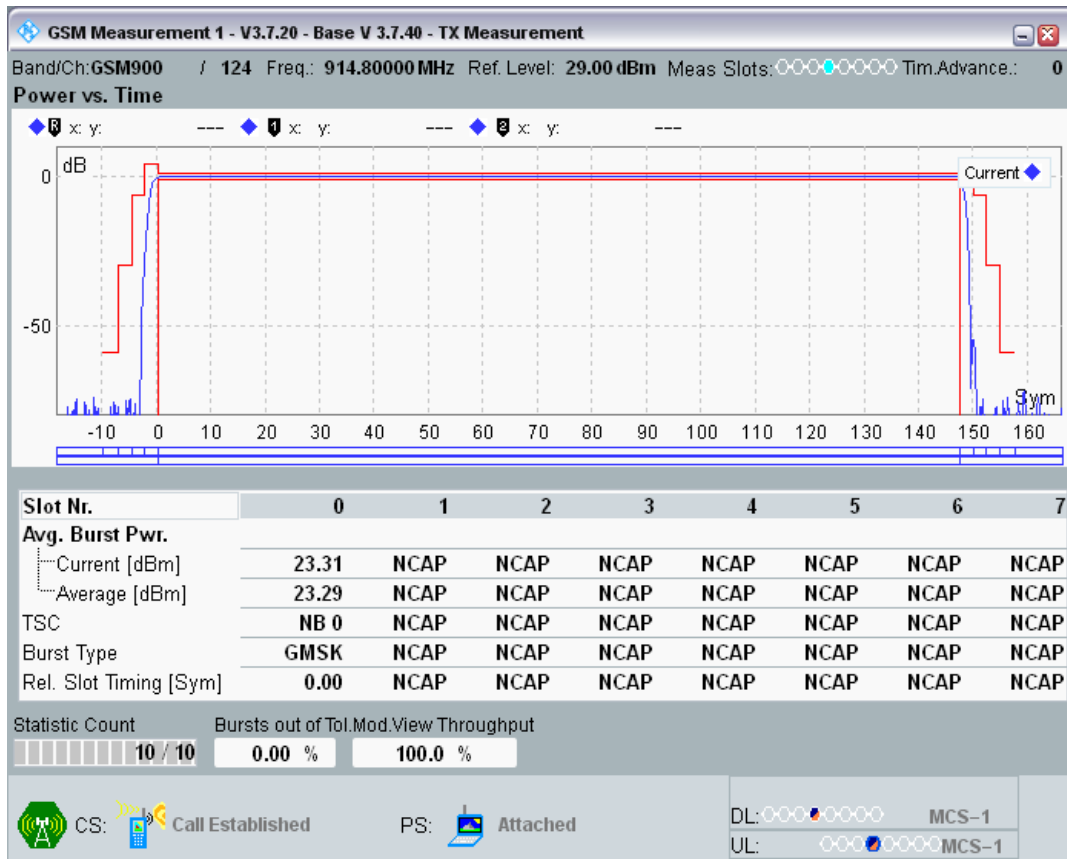 GSM Measurement 1 - V3.7.20 - Base V 3.7.40 - TX Measurement
Band/Ch:GSM900 / 124 Freq.: 914.80000 MHz Ref. Level: 29.00 dBm Meas Slots: Tim.Advance.: 0
Power vs. Time
R x: y: --- 1 x: y: --- 2 x: y: ---
dB
Current
0
-50
Sym
-10 0 10 20 30 40 50 60 70 80 90 100 110 120 130 140 150 160
Slot Nr. 0 1 2 3 4 5 6 7
Avg. Burst Pwr.
Current [dBm] 23.31 NCAP NCAP NCAP NCAP NCAP NCAP NCAP
Average [dBm] 23.29 NCAP NCAP NCAP NCAP NCAP NCAP NCAP
TSC NB 0 NCAP NCAP NCAP NCAP NCAP NCAP NCAP
Burst Type GMSK NCAP NCAP NCAP NCAP NCAP NCAP NCAP
Rel. Slot Timing [Sym] 0.00 NCAP NCAP NCAP NCAP NCAP NCAP NCAP
Statistic Count Bursts out of Tol. Mod.View Throughput
10 / 10 0.00 % 100.0 %
CS: Call Established PS: Attached
DL: MCS-1
UL: MCS-1